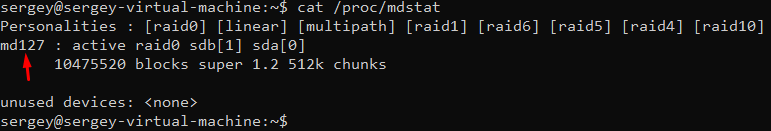 sergey@sergey-virtual-machine:~$ cat /proc/mdstat
Personalities : [raid0] [linear] [multipath] [raid1] [raid6] [raid5] [raid4] [raid10]
md127 : active raid0 sdb[1] sda[0]
      10475520 blocks super 1.2 512k chunks

unused devices: <none>
sergey@sergey-virtual-machine:~$